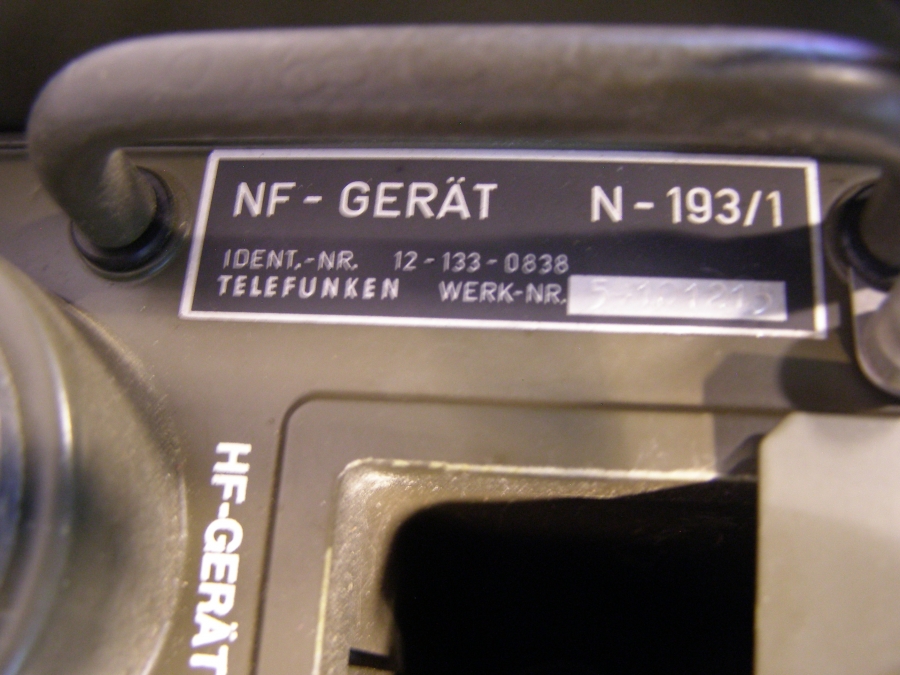 NF - GERÄT N - 193/1
IDENT.-NR. 12 - 133 - 0838
TELEFUNKEN WERK-NR.
HF-GERÄT